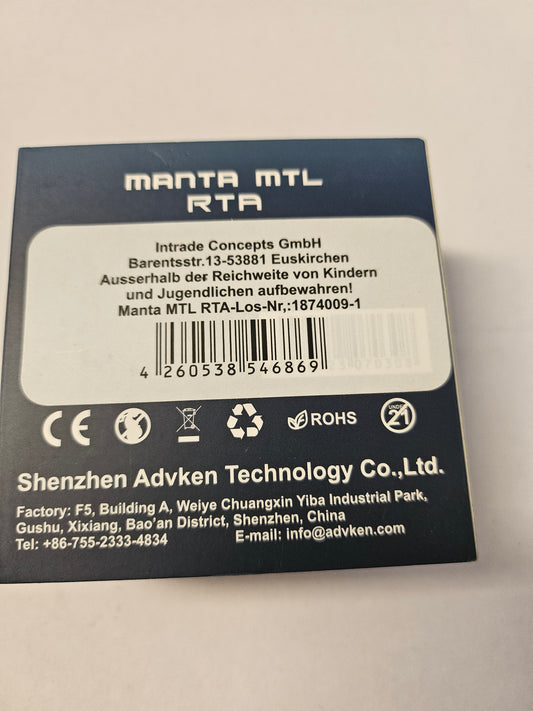 MANTA MTL
RTA
Intrade Concepts GmbH
Barentsstr.13-53881 Euskirchen
Ausserhalb der Reichweite von Kindern
und Jugendlichen aufbewahren!
Manta MTL RTA-Los-Nr,:1874009-1
4 260538 546869
CE
ROHS
UNDER
21
Shenzhen Advken Technology Co.,Ltd.
Factory: F5, Building A, Weiye Chuangxin Yiba Industrial Park,
Gushu, Xixiang, Bao'an District, Shenzhen, China
Tel: +86-755-2333-4834 E-mail: info@advken.com